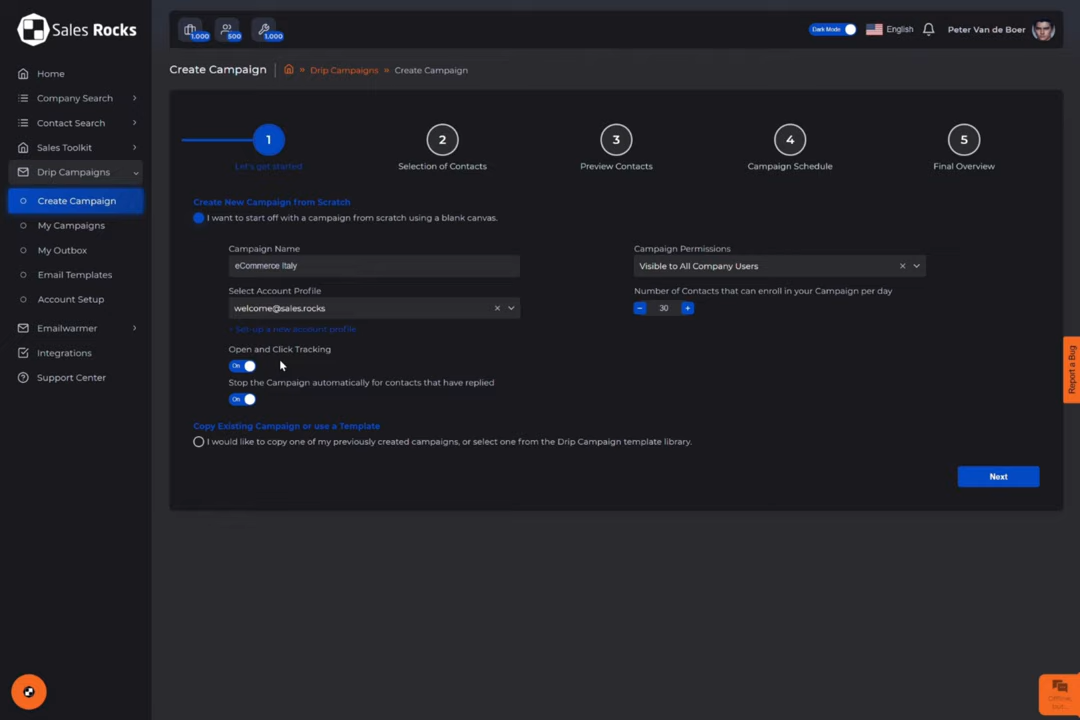 Sales Rocks
1.000
500
1.000
Dark Mode
English
Peter Van de Boer
Home
Company Search
Contact Search
Sales Toolkit
Drip Campaigns
Create Campaign
My Campaigns
My Outbox
Email Templates
Account Setup
Emailwarmer
Integrations
Support Center
Create Campaign
» Drip Campaigns » Create Campaign
1
2
3
4
5
Let's get started
Selection of Contacts
Preview Contacts
Campaign Schedule
Final Overview
Create New Campaign from Scratch
I want to start off with a campaign from scratch using a blank canvas.
Campaign Name
eCommerce Italy
Campaign Permissions
Visible to All Company Users
Select Account Profile
welcome@sales.rocks
Number of Contacts that can enroll in your Campaign per day
- 30 +
+ Set-up a new account profile
Open and Click Tracking
On
Stop the Campaign automatically for contacts that have replied
On
Copy Existing Campaign or use a Template
I would like to copy one of my previously created campaigns, or select one from the Drip Campaign template library.
Next
Report a Bug